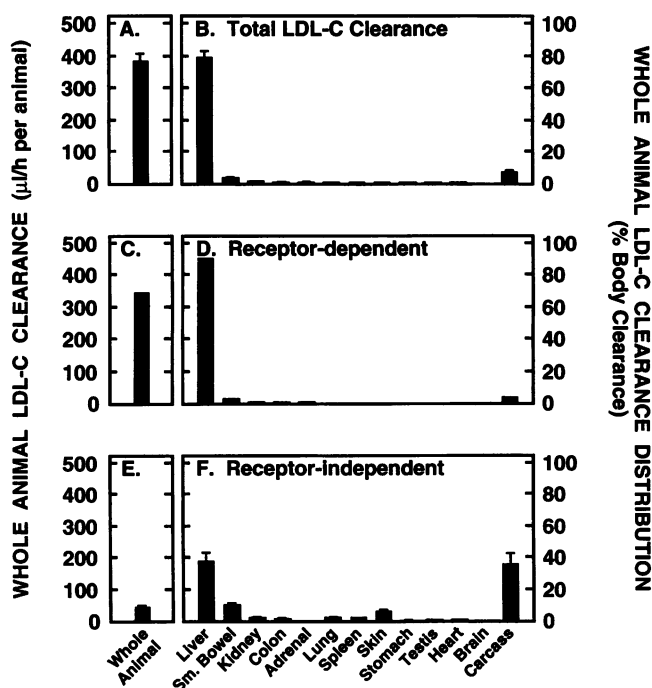 WHOLE ANIMAL LDL-C CLEARANCE (μl/h per animal)
500
400
300
200
100
0
A.
B. Total LDL-C Clearance
100
80
60
40
20
0
500
400
300
200
100
0
C.
D. Receptor-dependent
100
80
60
40
20
0
500
400
300
200
100
0
E.
F. Receptor-independent
100
80
60
40
20
0
WHOLE ANIMAL LDL-C CLEARANCE DISTRIBUTION
(% Body Clearance)
Whole
Animal
Liver
Sm. Bowel
Kidney
Colon
Adrenal
Lung
Spleen
Skin
Stomach
Testis
Heart
Brain
Carcass